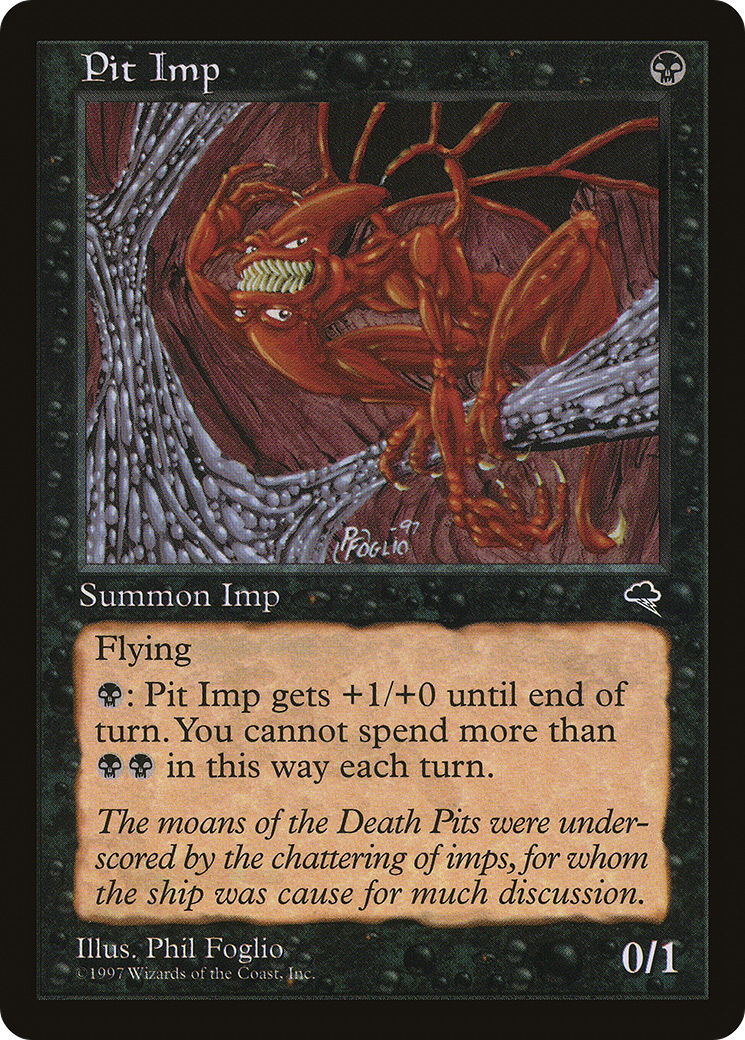 Pit Imp
PFOGLIO -97
Summon Imp
Flying
: Pit Imp gets +1/+0 until end of
turn. You cannot spend more than
in this way each turn.
The moans of the Death Pits were under-
scored by the chattering of imps, for whom
the ship was cause for much discussion.
Illus. Phil Foglio
©1997 Wizards of the Coast, Inc.
0/1